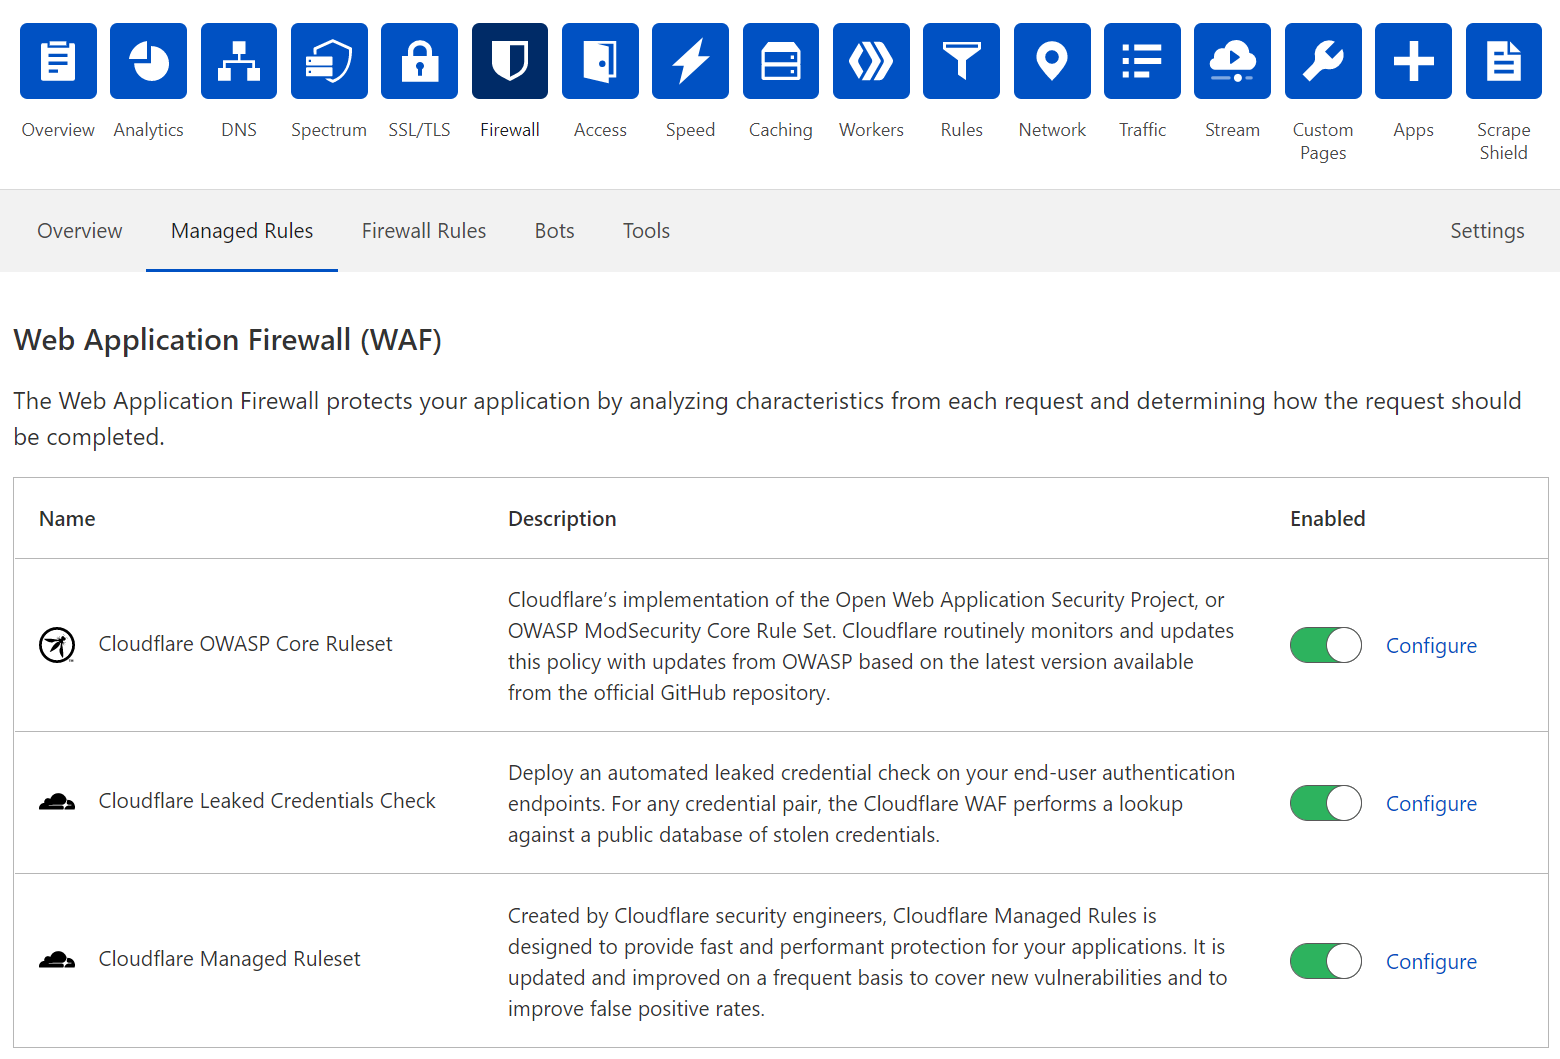 Overview Analytics DNS Spectrum SSL/TLS Firewall Access Speed Caching Workers Rules Network Traffic Stream Custom Pages Apps Scrape Shield
Overview Managed Rules Firewall Rules Bots Tools Settings
Web Application Firewall (WAF)
The Web Application Firewall protects your application by analyzing characteristics from each request and determining how the request should
be completed.
Name Description Enabled
Cloudflare OWASP Core Ruleset
Cloudflare’s implementation of the Open Web Application Security Project, or
OWASP ModSecurity Core Rule Set. Cloudflare routinely monitors and updates
this policy with updates from OWASP based on the latest version available
from the official GitHub repository.
Configure
Cloudflare Leaked Credentials Check
Deploy an automated leaked credential check on your end-user authentication
endpoints. For any credential pair, the Cloudflare WAF performs a lookup
against a public database of stolen credentials.
Configure
Cloudflare Managed Ruleset
Created by Cloudflare security engineers, Cloudflare Managed Rules is
designed to provide fast and performant protection for your applications. It is
updated and improved on a frequent basis to cover new vulnerabilities and to
improve false positive rates.
Configure